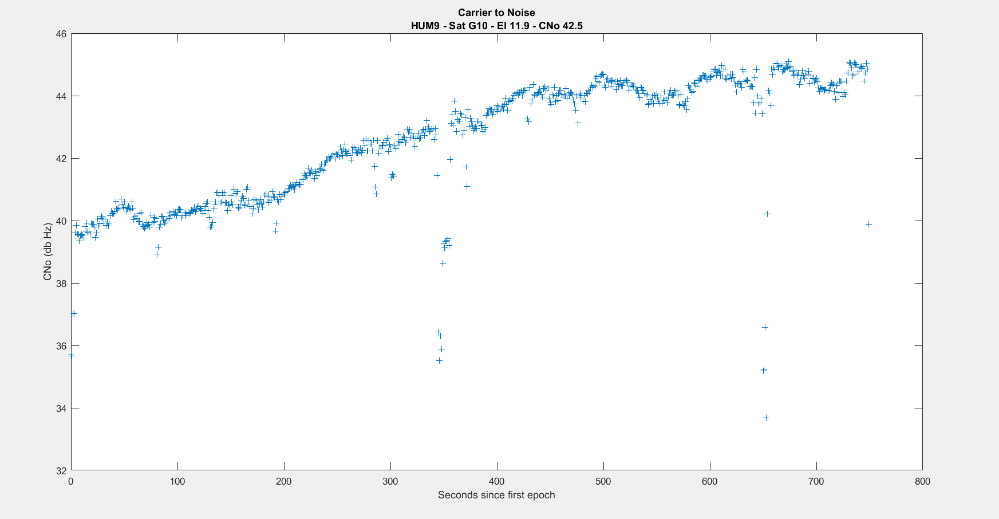 Carrier to Noise
HUM9 - Sat G10 - El 11.9 - CNo 42.5
46
44
42
40
38
36
34
32
CNo (db Hz)
0 100 200 300 400 500 600 700 800
Seconds since first epoch